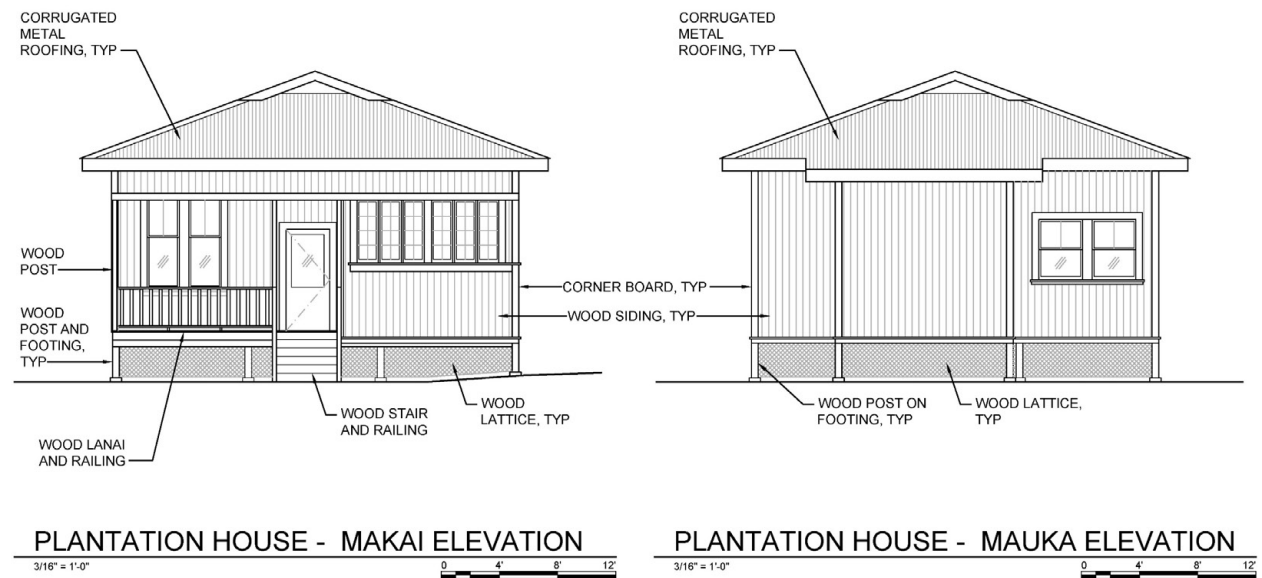 CORRUGATED
METAL
ROOFING, TYP
WOOD
POST
WOOD
POST AND
FOOTING,
TYP
WOOD LANAI
AND RAILING
WOOD STAIR
AND RAILING
WOOD
LATTICE, TYP
CORNER BOARD, TYP
WOOD SIDING, TYP
PLANTATION HOUSE - MAKAI ELEVATION
3/16" = 1'-0"
0 4' 8' 12'
CORRUGATED
METAL
ROOFING, TYP
WOOD POST ON
FOOTING, TYP
WOOD LATTICE,
TYP
PLANTATION HOUSE - MAUKA ELEVATION
3/16" = 1'-0"
0 4' 8' 12'